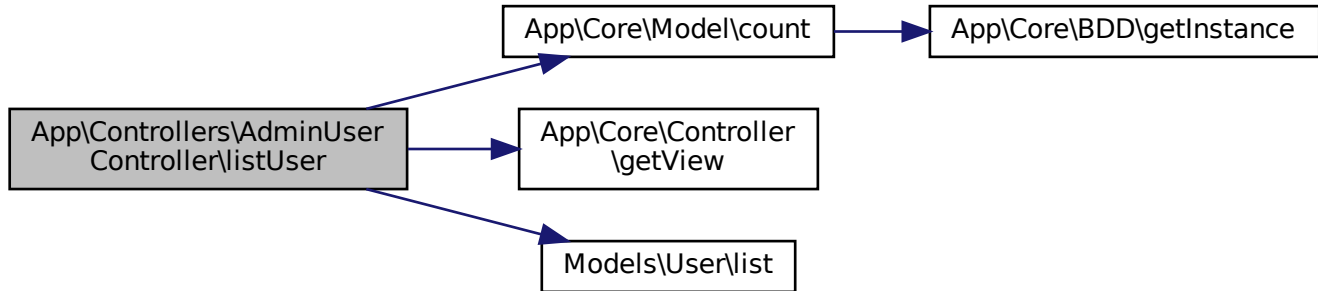 App\Core\Model\count
App\Core\BDD\getInstance
App\Controllers\AdminUser
Controller\listUser
App\Core\Controller
\getView
Models\User\list